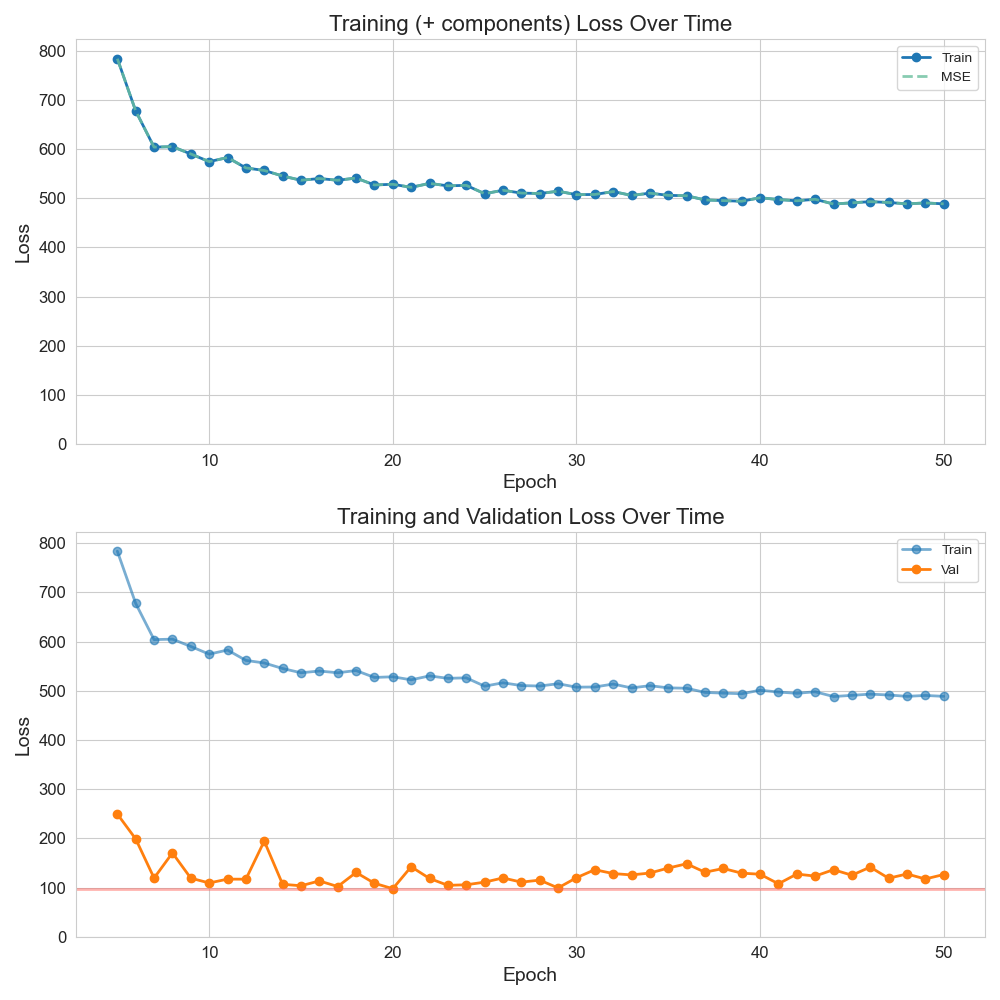 Training (+ components) Loss Over Time
800
700
600
500
400
300
200
100
0
Loss
Train
MSE
10
20
30
40
50
Epoch
Training and Validation Loss Over Time
800
700
600
500
400
300
200
100
0
Loss
Train
Val
10
20
30
40
50
Epoch